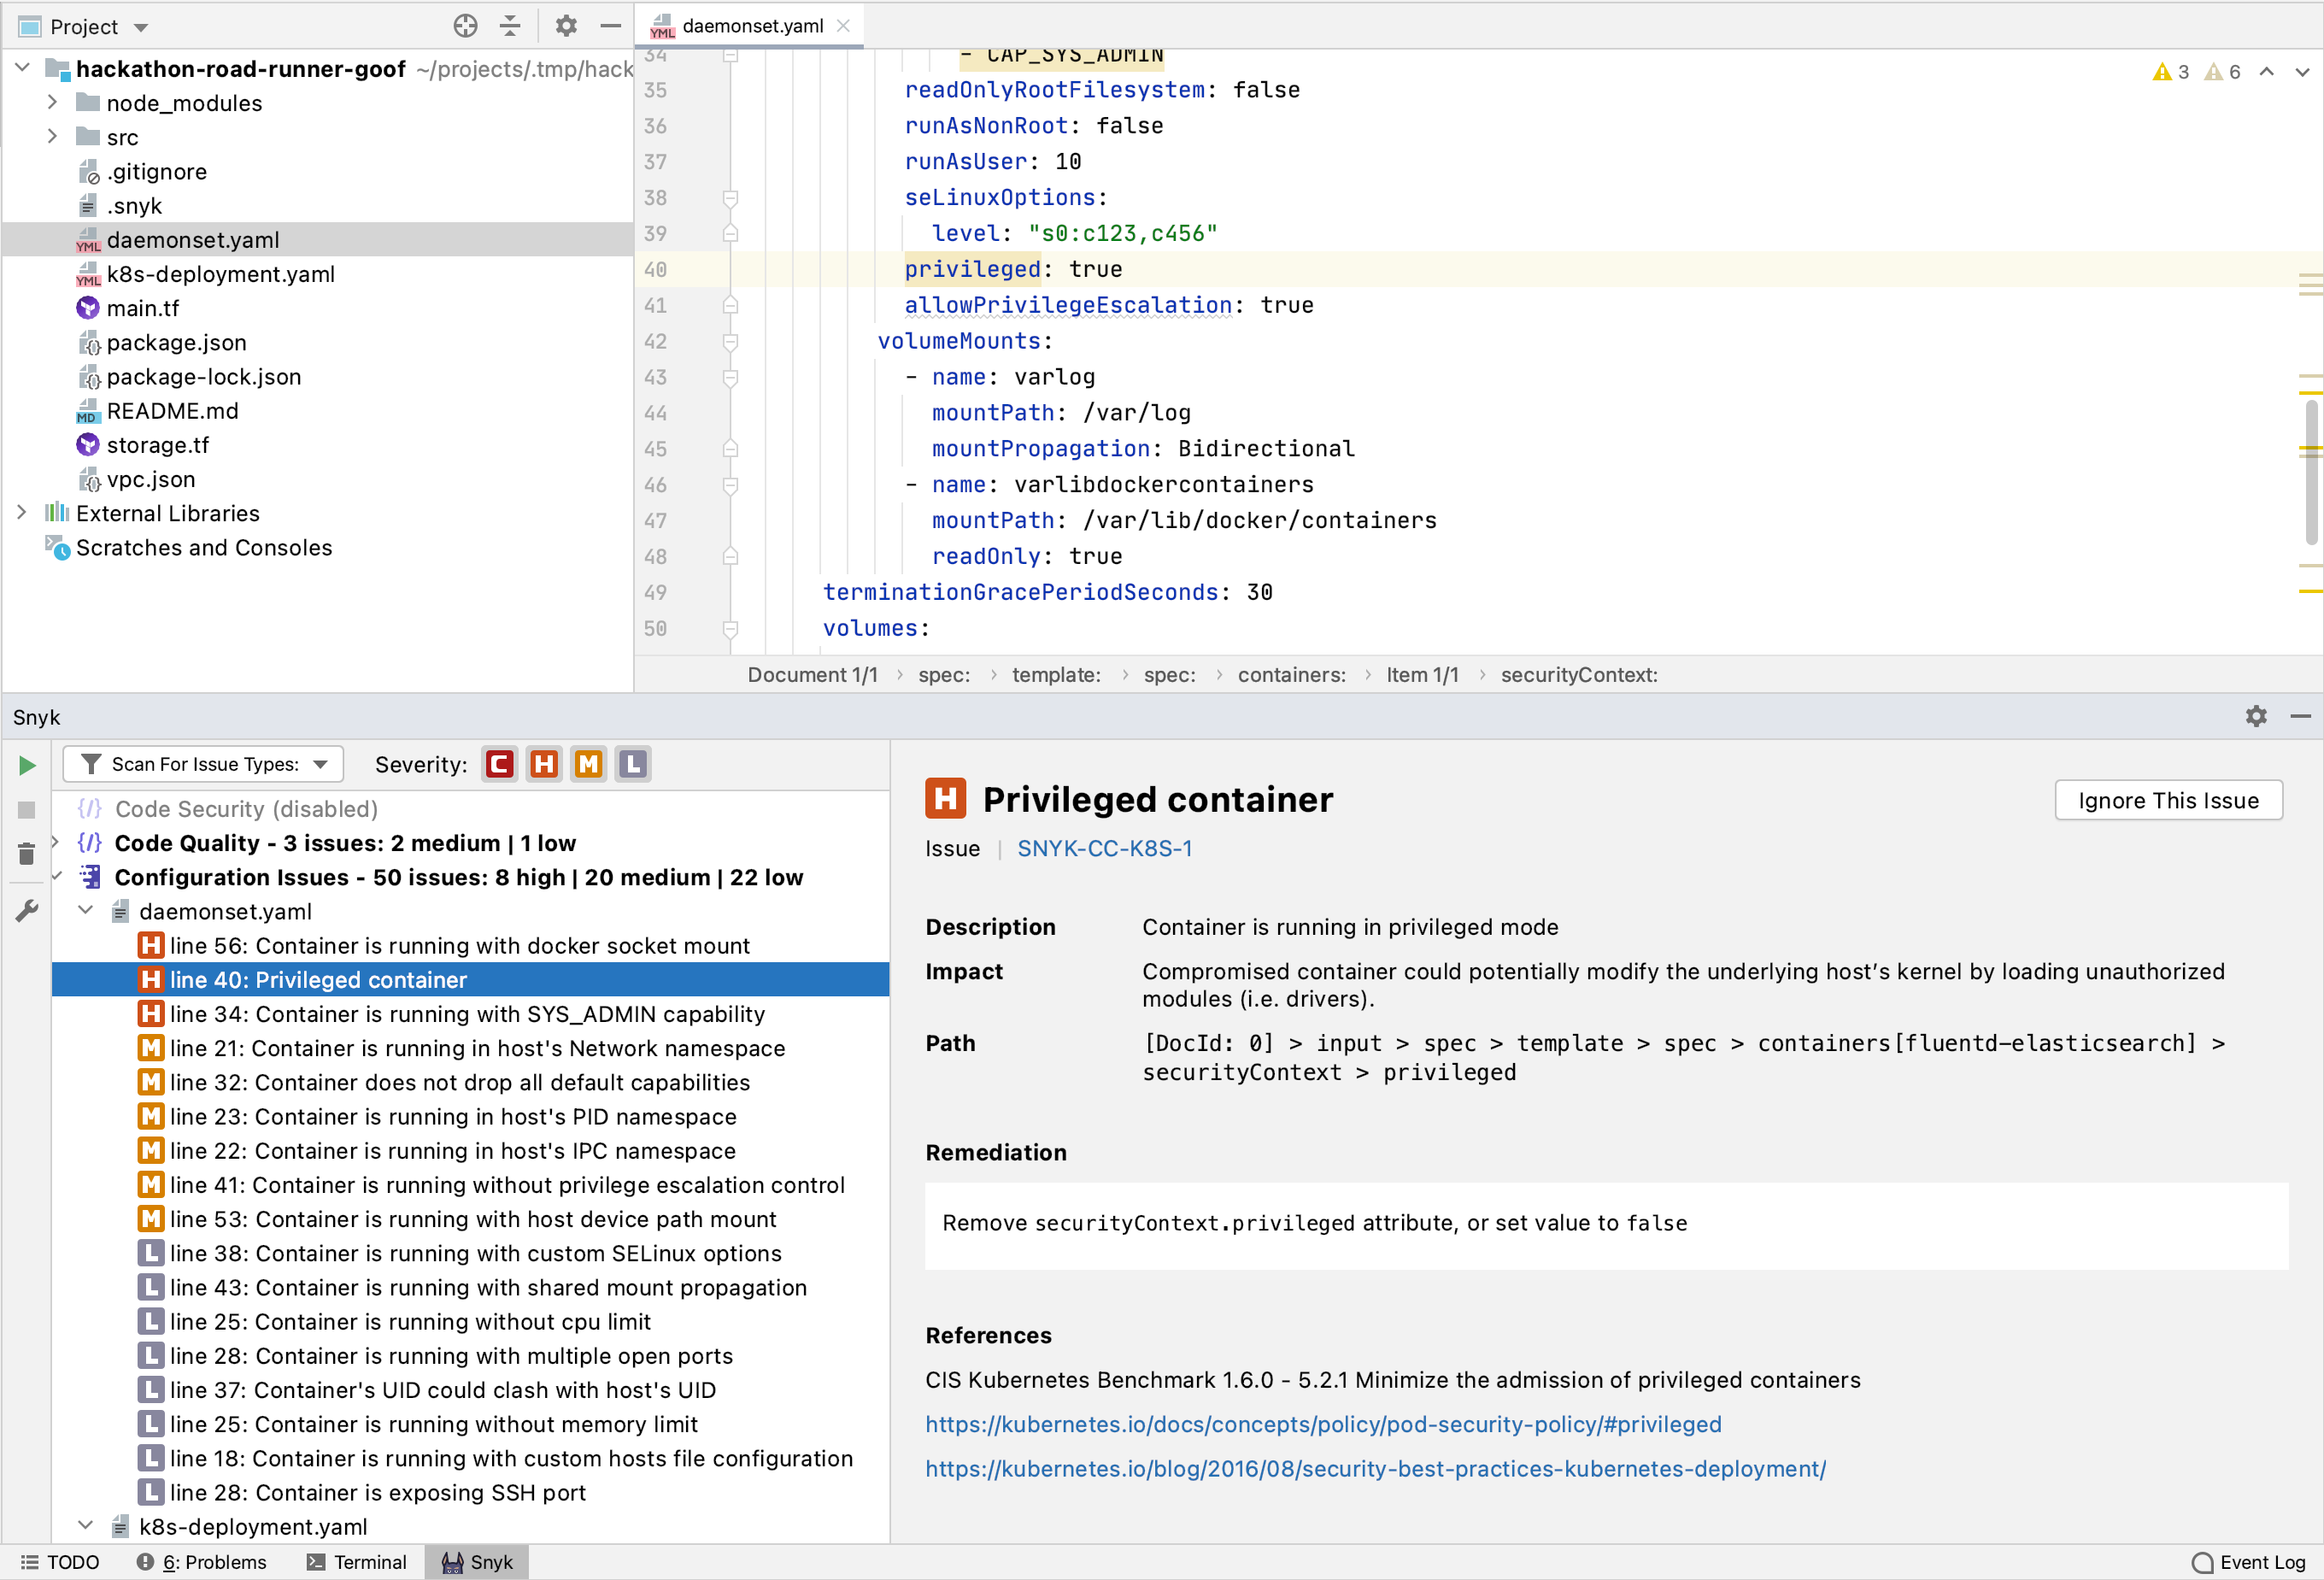 Project
hackathon-road-runner-goof ~/projects/.tmp/hack
node_modules
src
.gitignore
.snyk
YML daemonset.yaml
YML k8s-deployment.yaml
main.tf
package.json
package-lock.json
MD README.md
storage.tf
vpc.json
External Libraries
Scratches and Consoles
YML daemonset.yaml
3 6
34 - CAP_SYS_ADMIN
35 readOnlyRootFilesystem: false
36 runAsNonRoot: false
37 runAsUser: 10
38 seLinuxOptions:
39 level: "s0:c123,c456"
40 privileged: true
41 allowPrivilegeEscalation: true
42 volumeMounts:
43 - name: varlog
44 mountPath: /var/log
45 mountPropagation: Bidirectional
46 - name: varlibdockercontainers
47 mountPath: /var/lib/docker/containers
48 readOnly: true
49 terminationGracePeriodSeconds: 30
50 volumes:
Document 1/1 › spec: › template: › spec: › containers: › Item 1/1 › securityContext:
Snyk
Scan For Issue Types: Severity: C H M L
{/} Code Security (disabled)
{/} Code Quality - 3 issues: 2 medium | 1 low
Configuration Issues - 50 issues: 8 high | 20 medium | 22 low
daemonset.yaml
H line 56: Container is running with docker socket mount
H line 40: Privileged container
H line 34: Container is running with SYS_ADMIN capability
M line 21: Container is running in host's Network namespace
M line 32: Container does not drop all default capabilities
M line 23: Container is running in host's PID namespace
M line 22: Container is running in host's IPC namespace
M line 41: Container is running without privilege escalation control
M line 53: Container is running with host device path mount
L line 38: Container is running with custom SELinux options
L line 43: Container is running with shared mount propagation
L line 25: Container is running without cpu limit
L line 28: Container is running with multiple open ports
L line 37: Container's UID could clash with host's UID
L line 25: Container is running without memory limit
L line 18: Container is running with custom hosts file configuration
L line 28: Container is exposing SSH port
k8s-deployment.yaml
H Privileged container
Ignore This Issue
Issue | SNYK-CC-K8S-1
Description Container is running in privileged mode
Impact Compromised container could potentially modify the underlying host’s kernel by loading unauthorized
modules (i.e. drivers).
Path [DocId: 0] > input > spec > template > spec > containers[fluentd-elasticsearch] >
securityContext > privileged
Remediation
Remove securityContext.privileged attribute, or set value to false
References
CIS Kubernetes Benchmark 1.6.0 - 5.2.1 Minimize the admission of privileged containers
https://kubernetes.io/docs/concepts/policy/pod-security-policy/#privileged
https://kubernetes.io/blog/2016/08/security-best-practices-kubernetes-deployment/
TODO 6: Problems Terminal Snyk Event Log